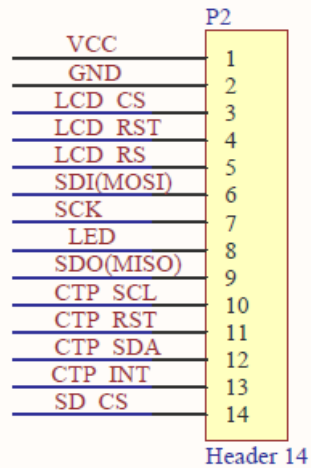 P2
VCC 1
GND 2
LCD CS 3
LCD RST 4
LCD RS 5
SDI(MOSI) 6
SCK 7
LED 8
SDO(MISO) 9
CTP SCL 10
CTP RST 11
CTP SDA 12
CTP INT 13
SD CS 14
Header 14